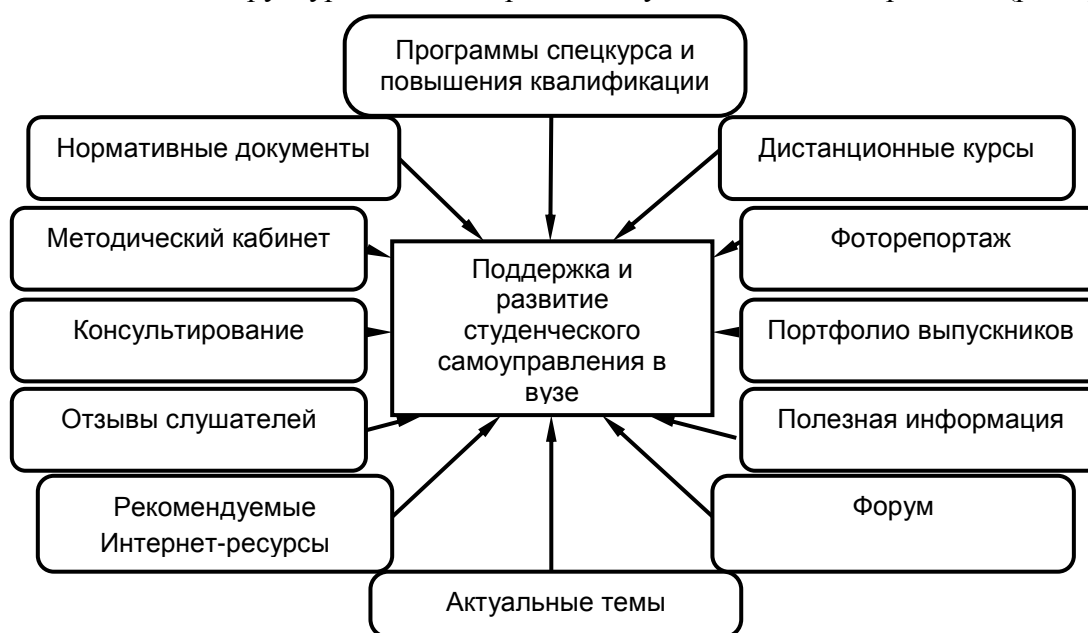 структур
Программы спецкурса и
повышения квалификации
Нормативные документы
Дистанционные курсы
Методический кабинет
Фоторепортаж
Поддержка и
развитие
студенческого
самоуправления в
вузе
Консультирование
Портфолио выпускников
Отзывы слушателей
Полезная информация
Рекомендуемые
Интернет-ресурсы
Форум
Актуальные темы